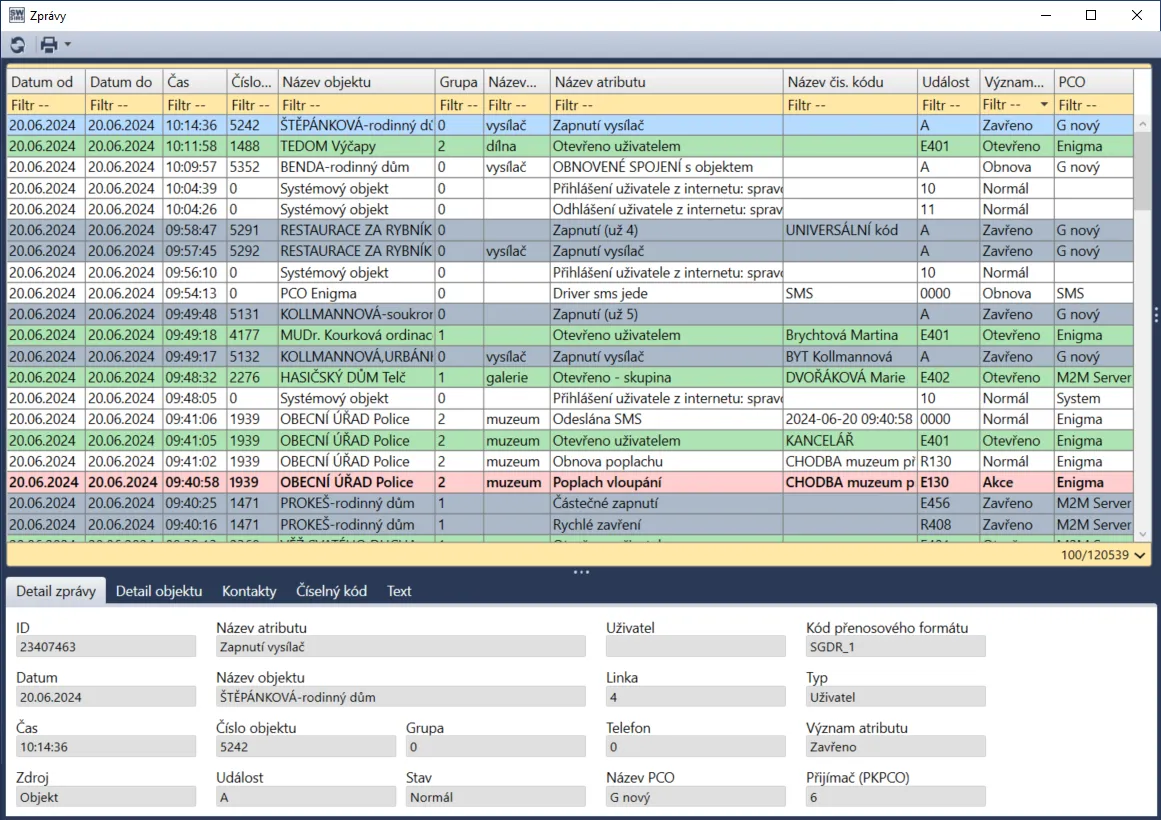 Zprávy
Datum od Datum do Čas Číslo... Název objektu Grupa Název... Název atributu Název čis. kódu Událost Význam... PCO
Filtr -- Filtr -- Filtr -- Filtr -- Filtr -- Filtr -- Filtr -- Filtr -- Filtr -- Filtr -- Filtr -- Filtr --
20.06.2024 20.06.2024 10:14:36 5242 ŠTĚPÁNKOVÁ-rodinný dů 0 vysílač Zapnutí vysílač A Zavřeno G nový
20.06.2024 20.06.2024 10:11:58 1488 TEDOM Výčapy 2 dílna Otevřeno uživatelem E401 Otevřeno Enigma
20.06.2024 20.06.2024 10:09:57 5352 BENDA-rodinný dům 0 vysílač OBNOVENÉ SPOJENÍ s objektem A Obnova G nový
20.06.2024 20.06.2024 10:04:39 0 Systémový objekt 0 Přihlášení uživatele z internetu: spravo 10 Normál
20.06.2024 20.06.2024 10:04:26 0 Systémový objekt 0 Odhlášení uživatele z internetu: sprav 11 Normál
20.06.2024 20.06.2024 09:58:47 5291 RESTAURACE ZA RYBNÍK 0 Zapnutí (už 4) UNIVERSÁLNÍ kód A Zavřeno G nový
20.06.2024 20.06.2024 09:57:45 5292 RESTAURACE ZA RYBNÍK 0 vysílač Zapnutí vysílač A Zavřeno G nový
20.06.2024 20.06.2024 09:56:10 0 Systémový objekt 0 Přihlášení uživatele z internetu: spravo 10 Normál
20.06.2024 20.06.2024 09:54:13 0 PCO Enigma 0 Driver sms jede SMS 0000 Obnova SMS
20.06.2024 20.06.2024 09:49:48 5131 KOLLMANNOVÁ-soukror 0 Zapnutí (už 5) A Zavřeno G nový
20.06.2024 20.06.2024 09:49:18 4177 MUDr. Kourková ordinac 1 Otevřeno uživatelem Brychtová Martina E401 Otevřeno Enigma
20.06.2024 20.06.2024 09:49:17 5132 KOLLMANNOVÁ,URBÁNK 0 vysílač Zapnutí vysílač BYT Kollmannová A Zavřeno G nový
20.06.2024 20.06.2024 09:48:32 2276 HASIČSKÝ DŮM Telč 1 galerie Otevřeno - skupina DVOŘÁKOVÁ Marie E402 Otevřeno M2M Server
20.06.2024 20.06.2024 09:48:05 0 Systémový objekt 0 Přihlášení uživatele z internetu: spravo 10 Normál System
20.06.2024 20.06.2024 09:41:06 1939 OBECNÍ ÚŘAD Police 2 muzeum Odeslána SMS 2024-06-20 09:40:58 0000 Normál Enigma
20.06.2024 20.06.2024 09:41:05 1939 OBECNÍ ÚŘAD Police 2 muzeum Otevřeno uživatelem KANCELÁŘ E401 Otevřeno Enigma
20.06.2024 20.06.2024 09:41:02 1939 OBECNÍ ÚŘAD Police 2 muzeum Obnova poplachu CHODBA muzeum př R130 Normál Enigma
20.06.2024 20.06.2024 09:40:58 1939 OBECNÍ ÚŘAD Police 2 muzeum Poplach vloupání CHODBA muzeum p E130 Akce Enigma
20.06.2024 20.06.2024 09:40:25 1471 PROKEŠ-rodinný dům 1 Částečné zapnutí E456 Zavřeno M2M Server
20.06.2024 20.06.2024 09:40:16 1471 PROKEŠ-rodinný dům 1 Rychlé zavření R408 Zavřeno M2M Server
100/120539
Detail zprávy Detail objektu Kontakty Číselný kód Text
ID Název atributu Uživatel Kód přenosového formátu
23407463 Zapnutí vysílač SGDR_1
Datum Název objektu Linka Typ
20.06.2024 ŠTĚPÁNKOVÁ-rodinný dům 4 Uživatel
Čas Číslo objektu Grupa Telefon Význam atributu
10:14:36 5242 0 0 Zavřeno
Zdroj Událost Stav Název PCO Přijímač (PKPCO)
Objekt A Normál G nový 6